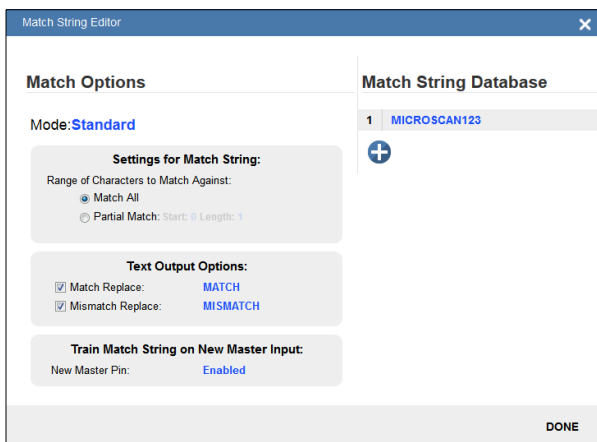 Match String Editor
Match Options
Mode:Standard
Settings for Match String:
Range of Characters to Match Against:
Match All
Partial Match: Start: 0 Length: 1
Text Output Options:
Match Replace: MATCH
Mismatch Replace: MISMATCH
Train Match String on New Master Input:
New Master Pin: Enabled
Match String Database
1 MICROSCAN123
DONE